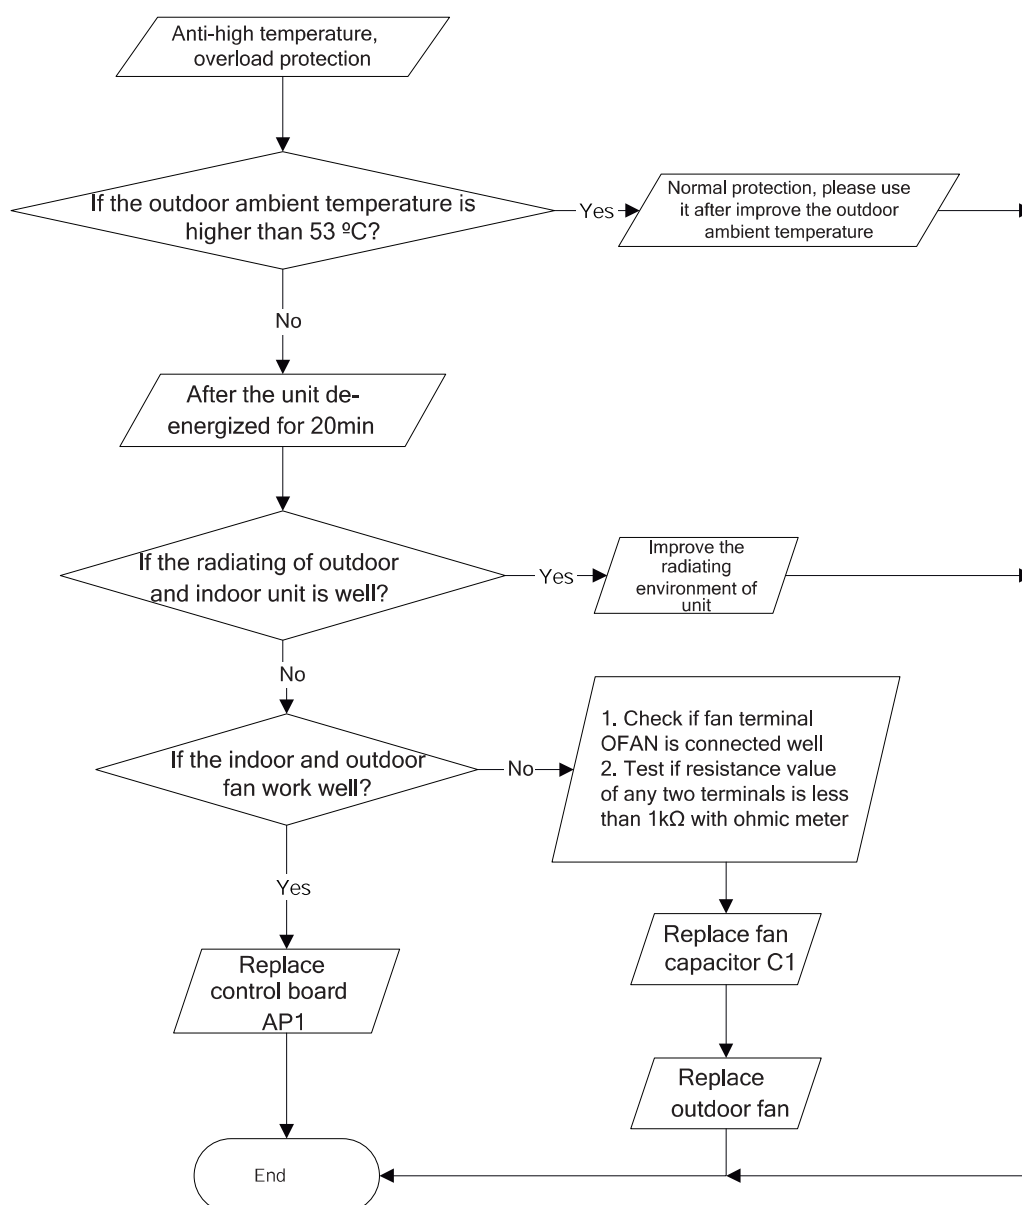 Anti-high temperature,
overload protection
If the outdoor ambient temperature is
higher than 53 ºC?
Yes
Normal protection, please use
it after improve the outdoor
ambient temperature
No
After the unit de-
energized for 20min
If the radiating of outdoor
and indoor unit is well?
Yes
Improve the
radiating
environment of
unit
No
If the indoor and outdoor
fan work well?
No
1. Check if fan terminal
OFAN is connected well
2. Test if resistance value
of any two terminals is less
than 1kΩ with ohmic meter
Yes
Replace
control board
AP1
Replace fan
capacitor C1
Replace
outdoor fan
End